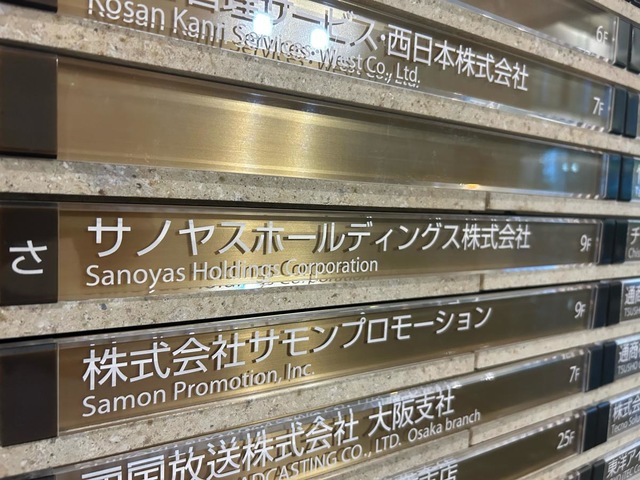 サービス・西日本株式会社
6F
Kosan Kanri Services・West Co., Ltd.
7F
さ
サノヤスホールディングス株式会社
9F
Sanoyas Holdings Corporation
株式会社サモンプロモーション
9F
Samon Promotion, Inc.
放送株式会社 大阪支社
7F
CO., LTD. Osaka branch
25F